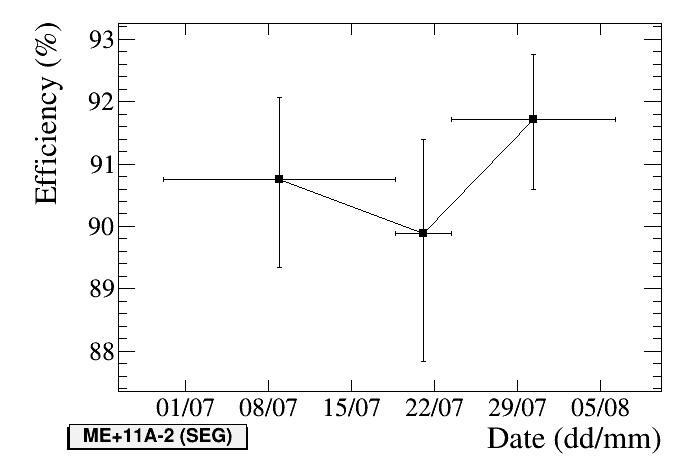 Efficiency (%)
93
92
91
90
89
88
01/07 08/07 15/07 22/07 29/07 05/08
Date (dd/mm)
ME+11A-2 (SEG)